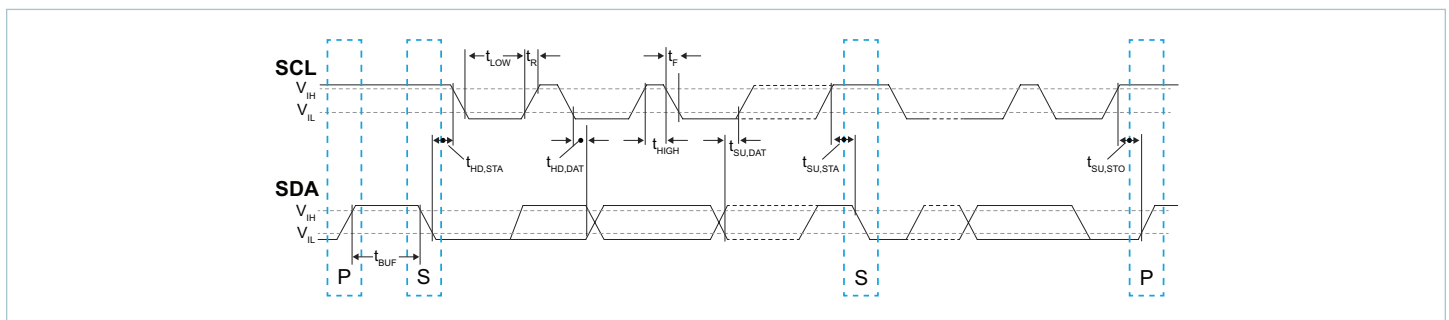 t_LOW t_R t_F
SCL
V_IH
V_IL
t_HD,STA t_HD,DAT t_HIGH t_SU,DAT t_SU,STA t_SU,STO
SDA
V_IH
V_IL
t_BUF
P S S P